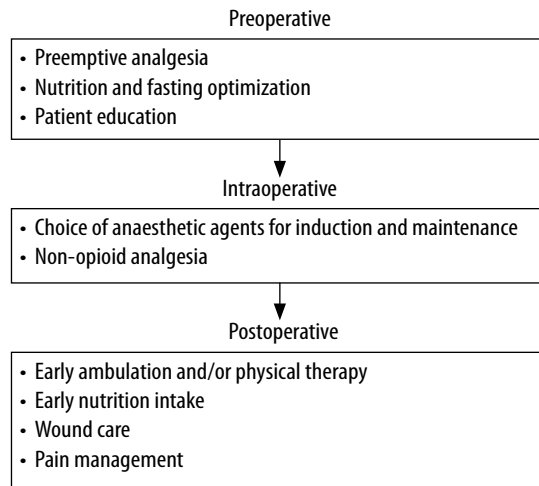 Preoperative
• Preemptive analgesia
• Nutrition and fasting optimization
• Patient education
Intraoperative
• Choice of anaesthetic agents for induction and maintenance
• Non-opioid analgesia
Postoperative
• Early ambulation and/or physical therapy
• Early nutrition intake
• Wound care
• Pain management